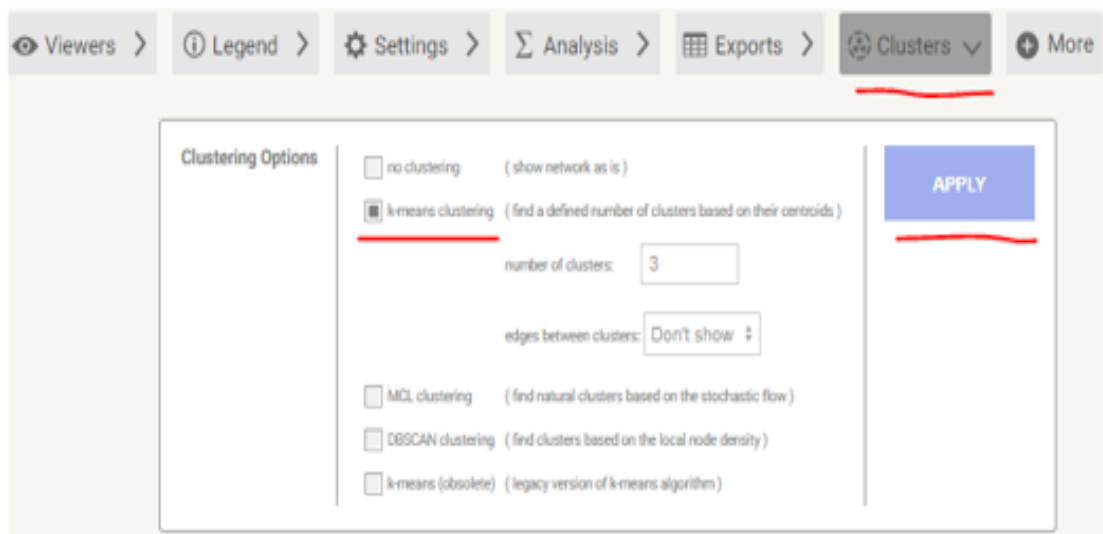 Viewers Legend Settings Σ Analysis Exports Clusters More
Clustering Options
no clustering ( show network as is )
APPLY
k-means clustering ( find a defined number of clusters based on their centroids )
number of clusters: 3
edges between clusters: Don't show
MCL clustering ( find natural clusters based on the stochastic flow )
DBSCAN clustering ( find clusters based on the local node density )
k-means (obsolete) ( legacy version of k-means algorithm )